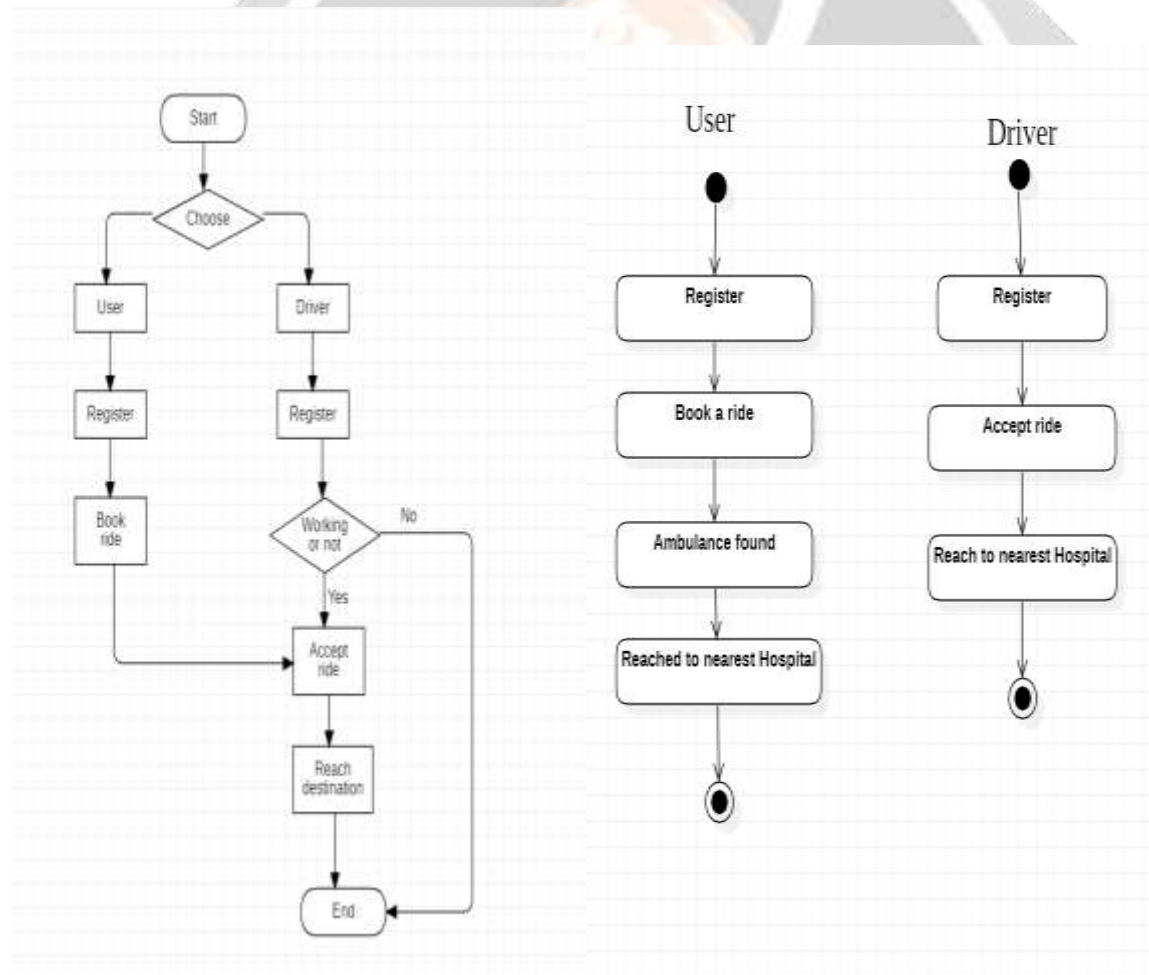 Start
Choose
User
Driver
Register
Register
Book
ride
Working
or not
No
Yes
Accept
ride
Reach
destination
End
User
Register
Book a ride
Ambulance found
Reached to nearest Hospital
Driver
Register
Accept ride
Reach to nearest Hospital